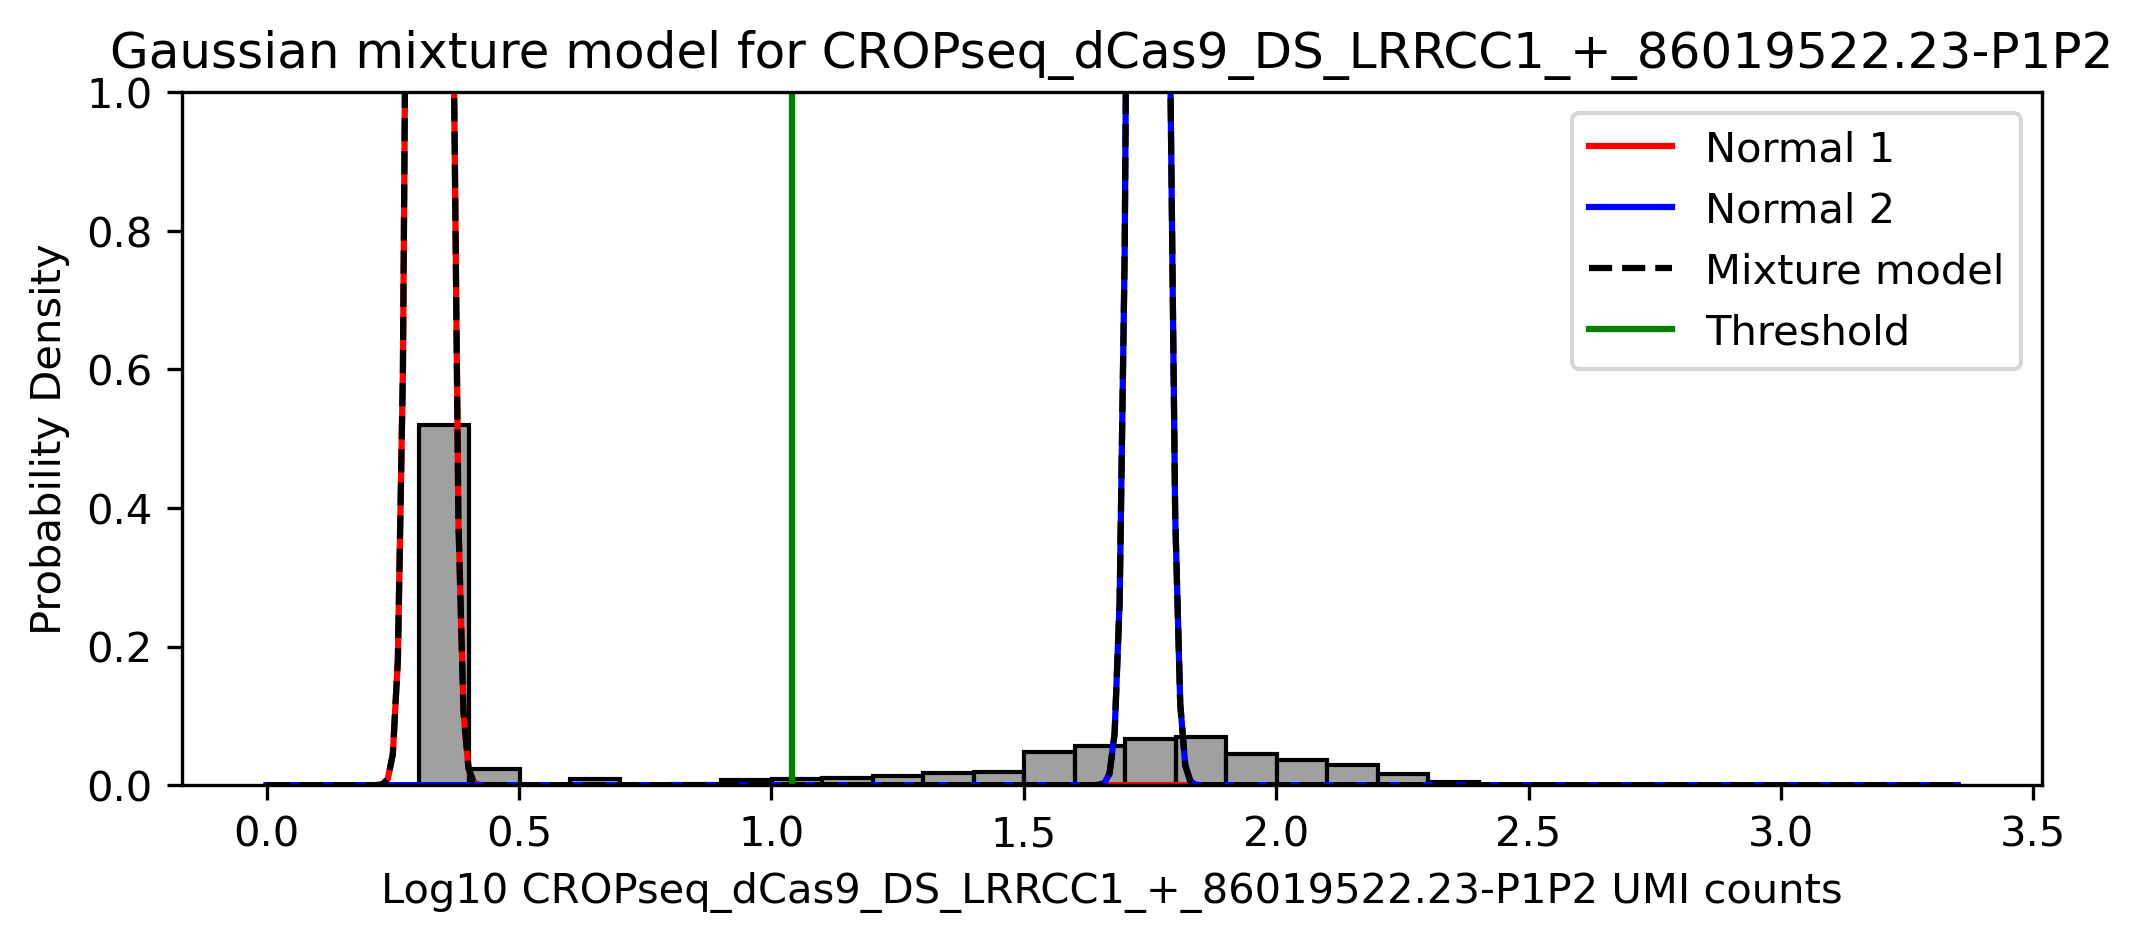 Gaussian mixture model for CROPseq_dCas9_DS_LRRCC1_+_86019522.23-P1P2
1.0
0.8
0.6
0.4
0.2
0.0
Probability Density
Normal 1
Normal 2
Mixture model
Threshold
0.0 0.5 1.0 1.5 2.0 2.5 3.0 3.5
Log10 CROPseq_dCas9_DS_LRRCC1_+_86019522.23-P1P2 UMI counts